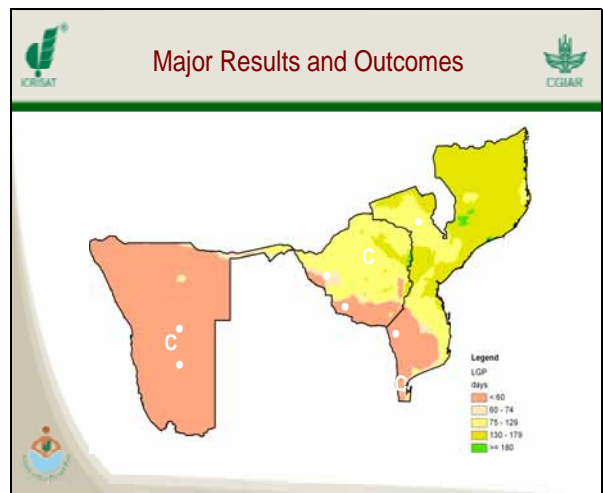 Major Results and Outcomes
ICRISAT
CGIAR
C
C
C
Legend
LGP
days
< 60
60 - 74
75 - 129
130 - 179
>= 180